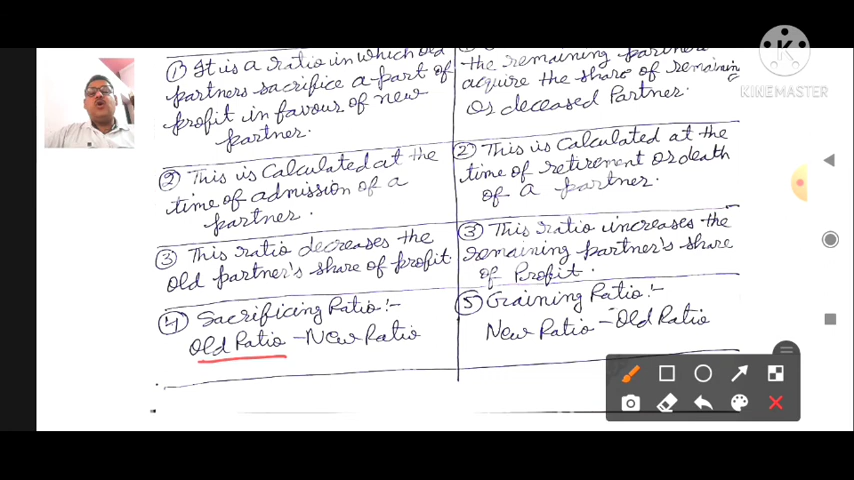 ① It is a ratio in which old
partners sacrifice a part of
profit in favour of new
partner.
the remaining partners
acquire the share of remainin
or deceased Partner.
② This is Calculated at the
time of admission of a
partner.
② This is Calculated at the
time of retirement or death
of a partner.
③ This ratio decreases the
old partner's share of profit
③ This ratio increases the
remaining partner's share
of Profit.
④ Sacrificing Ratio:-
Old Ratio - New Ratio
⑤ Graining Ratio:-
New Ratio - Old Ratio
KINEMASTER